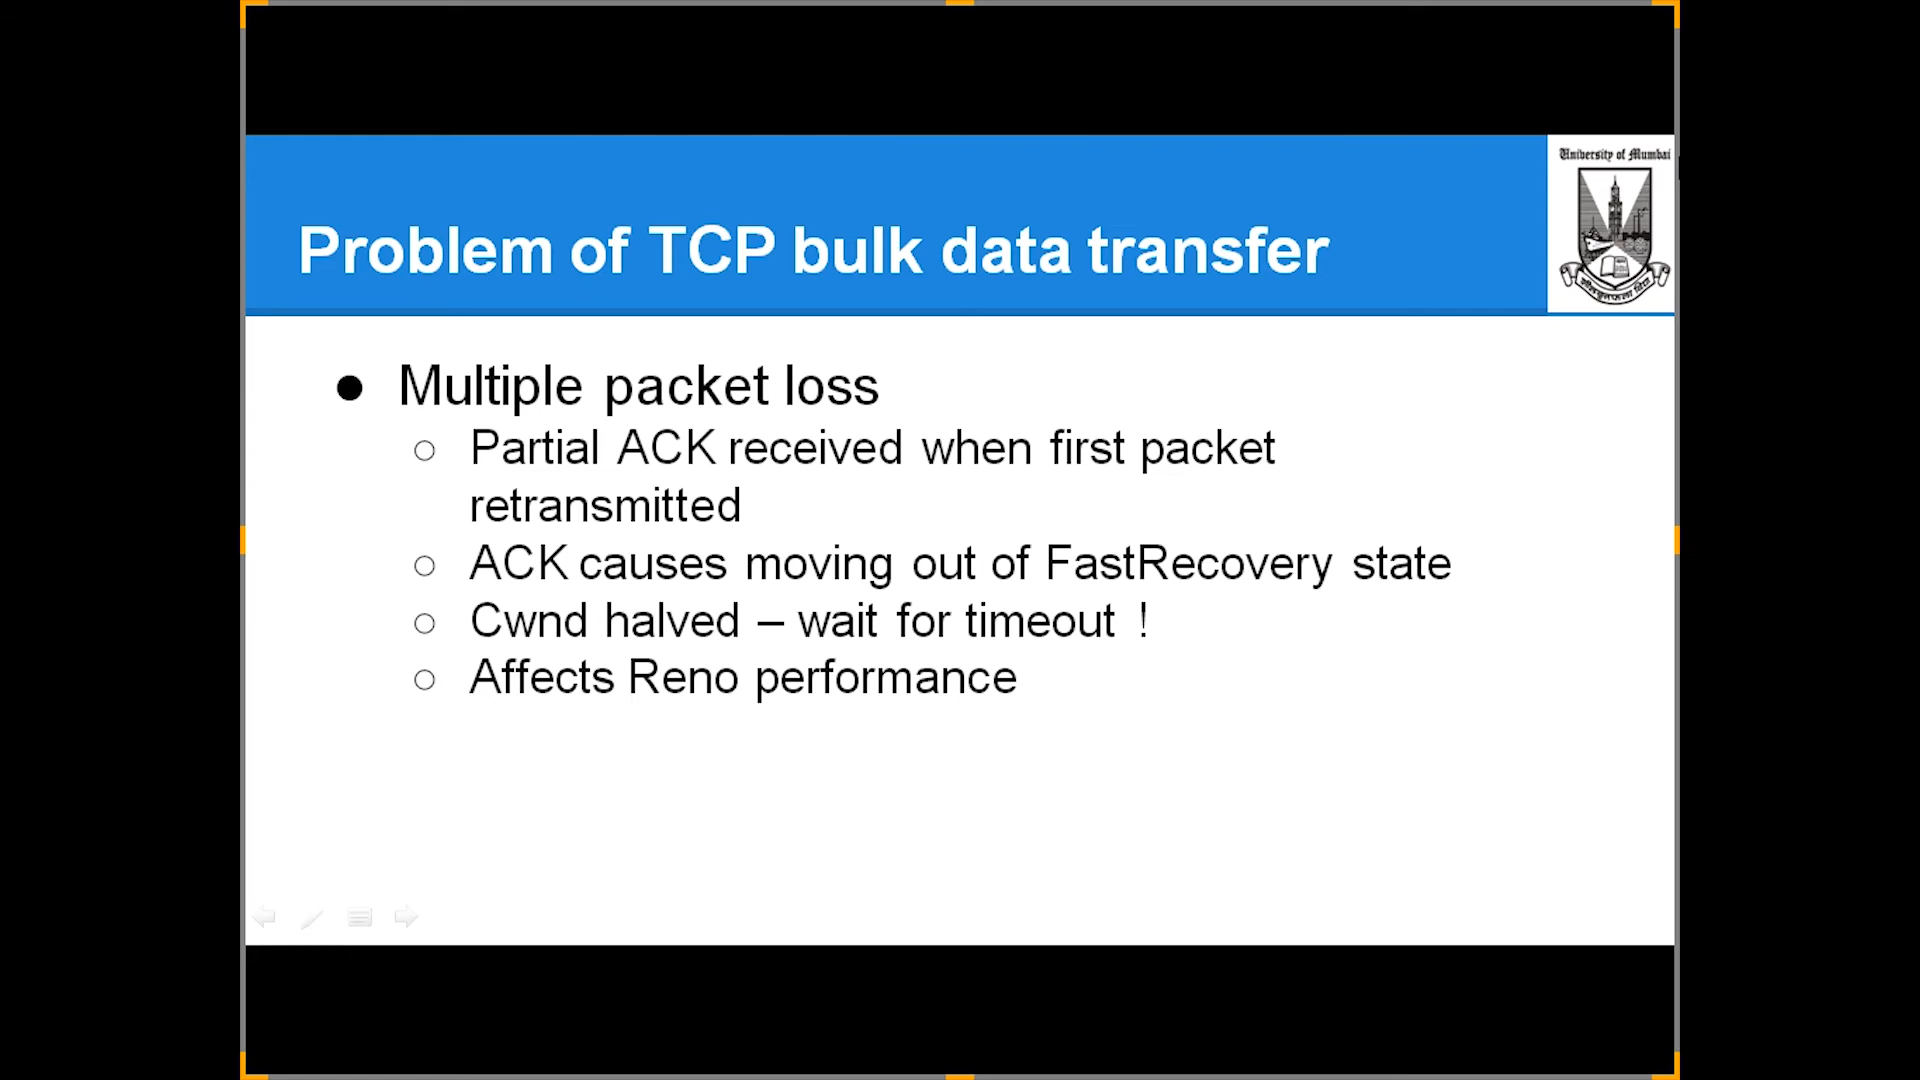 University of Mumbai
Problem of TCP bulk data transfer
● Multiple packet loss
○ Partial ACK received when first packet
retransmitted
○ ACK causes moving out of FastRecovery state
○ Cwnd halved – wait for timeout !
○ Affects Reno performance